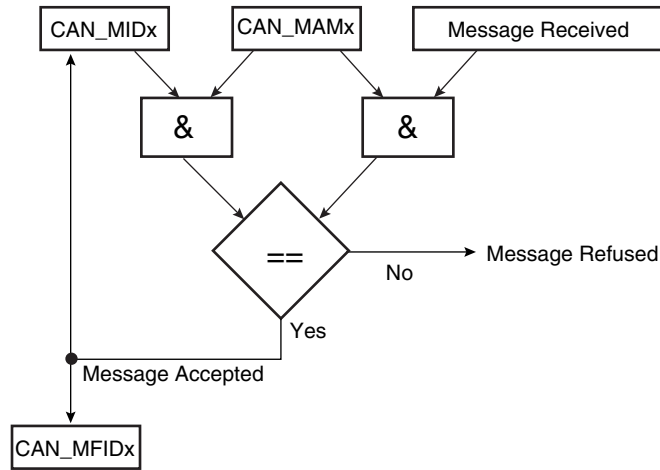 CAN_MIDx
CAN_MAMx
Message Received
&
&
==
No
Message Refused
Yes
Message Accepted
CAN_MFIDx